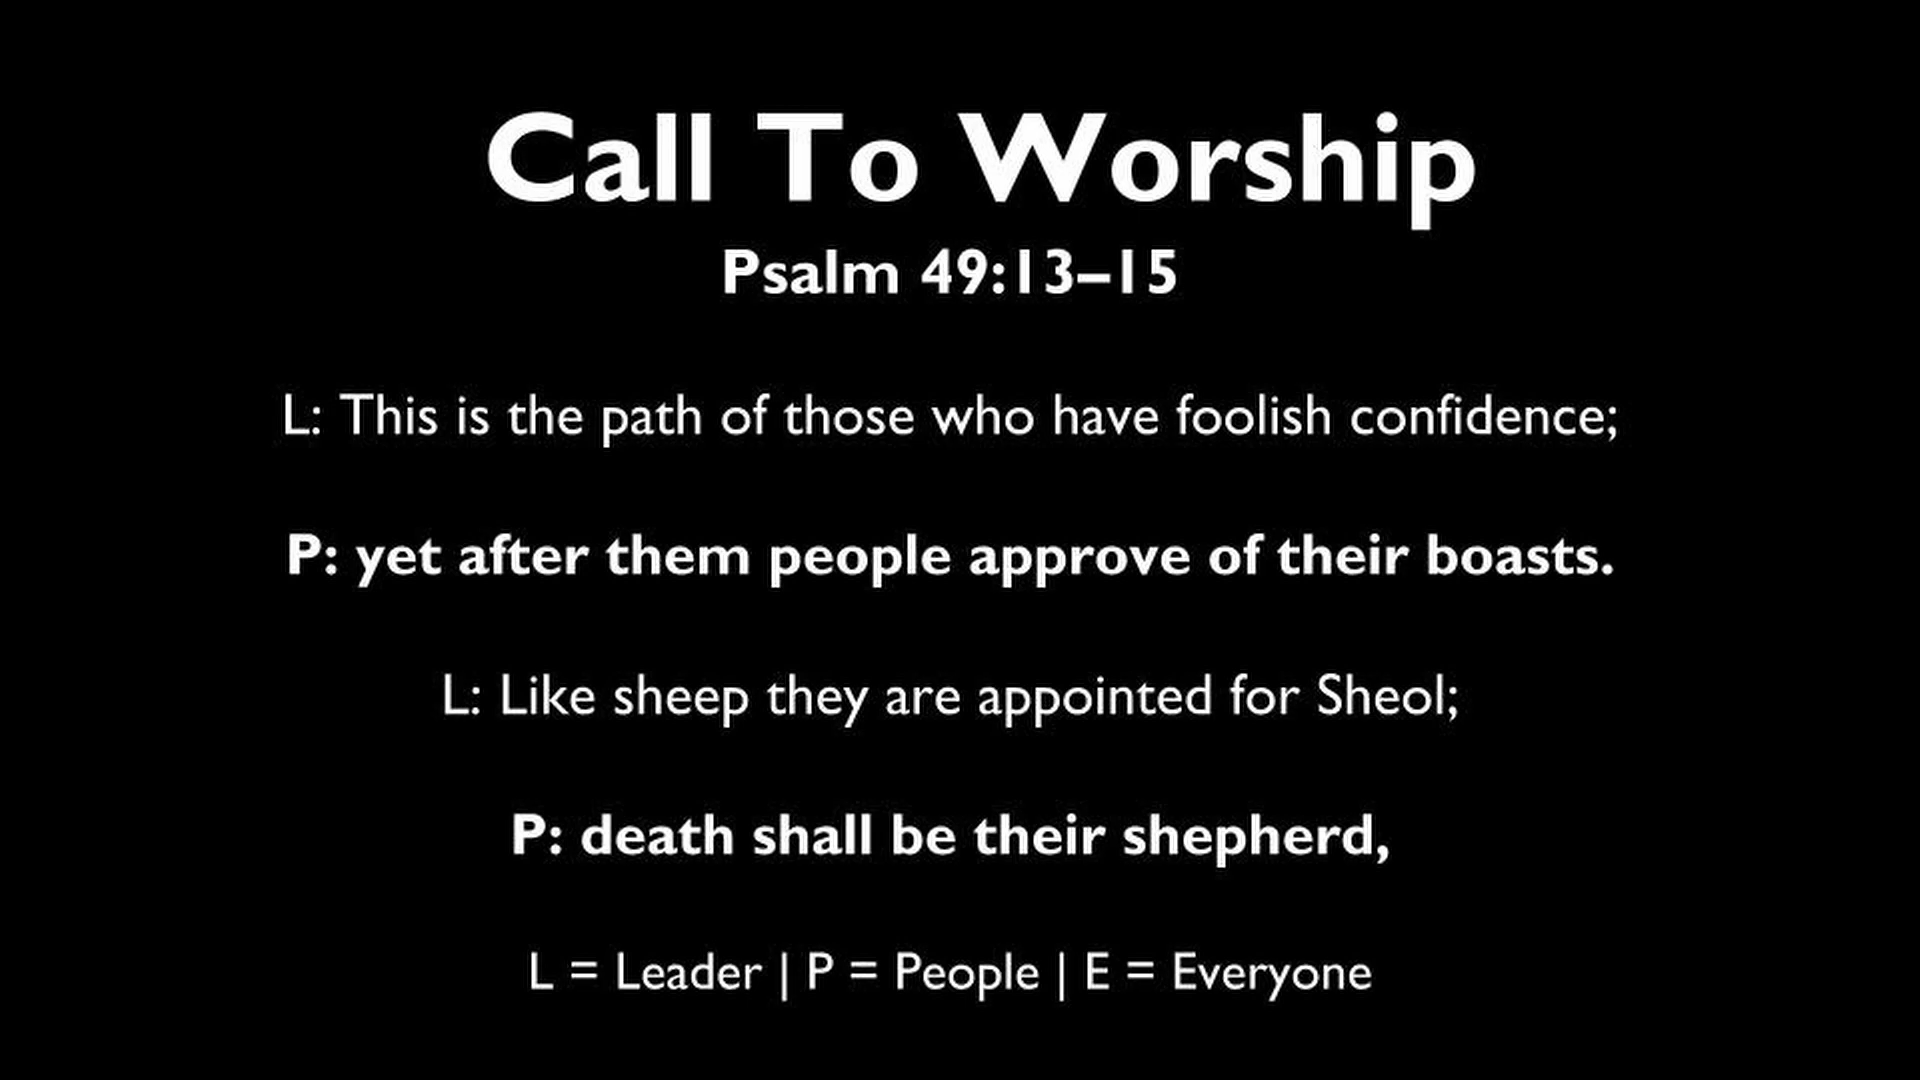 Call To Worship
Psalm 49:13–15
L: This is the path of those who have foolish confidence;
P: yet after them people approve of their boasts.
L: Like sheep they are appointed for Sheol;
P: death shall be their shepherd,
L = Leader | P = People | E = Everyone